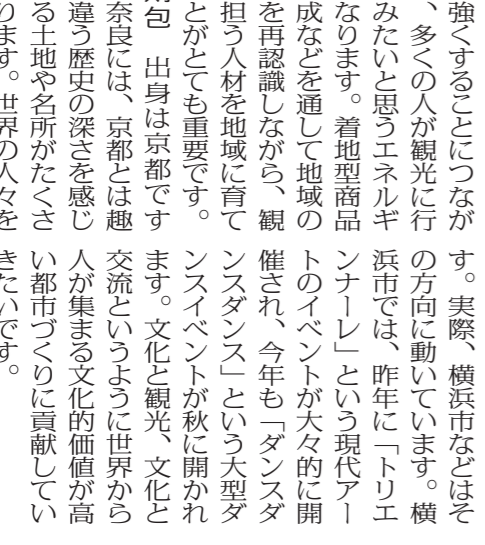 強くすることにつなが
、多くの人が観光に行
みたいと思うエネルギ
なります。着地型商品
成などを通して地域の
を再認識しながら、観
担う人材を地域に育て
とがとても重要です。
則包　出身は京都です
奈良には、京都とは趣
違う歴史の深さを感じ
る土地や名所がたくさ
ります。世界の人々を
す。実際、横浜市などはそ
の方向に動いています。横
浜市では、昨年に「トリエ
ンナーレ」という現代アー
トのイベントが大々的に開
催され、今年も「ダンスダ
ンスダンス」という大型ダ
ンスイベントが秋に開かれ
ます。文化と観光、文化と
交流というように世界から
人が集まる文化的価値が高
い都市づくりに貢献してい
きたいです。